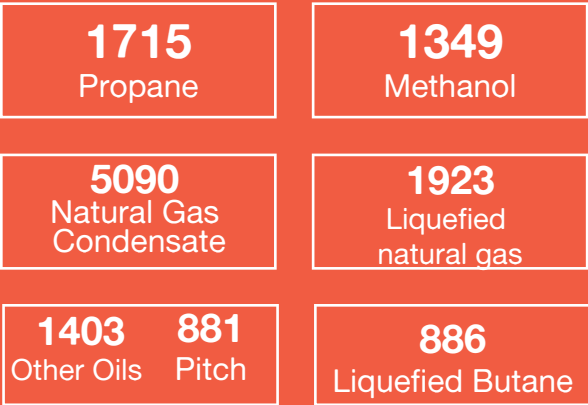 1715
Propane
1349
Methanol
5090
Natural Gas
Condensate
1923
Liquefied
natural gas
1403
Other Oils
881
Pitch
886
Liquefied Butane